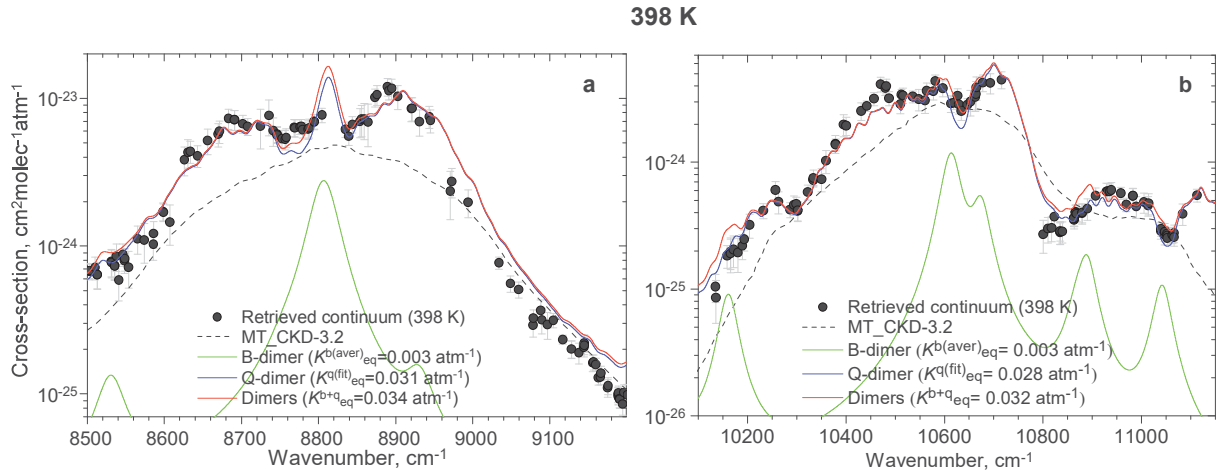 398 K
a
Cross-section, cm²molec⁻¹atm⁻¹
10-23
10-24
10-25
Retrieved continuum (398 K)
MT_CKD-3.2
B-dimer (K^b(aver)_eq=0.003 atm⁻¹)
Q-dimer (K^q(fit)_eq=0.031 atm⁻¹)
Dimers (K^b+q_eq=0.034 atm⁻¹)
8500 8600 8700 8800 8900 9000 9100
Wavenumber, cm⁻¹
b
10-24
10-25
10-26
Retrieved continuum (398 K)
MT_CKD-3.2
B-dimer (K^b(aver)_eq= 0.003 atm⁻¹)
Q-dimer (K^q(fit)_eq= 0.028 atm⁻¹)
Dimers (K^b+q_eq= 0.032 atm⁻¹)
10200 10400 10600 10800 11000
Wavenumber, cm⁻¹